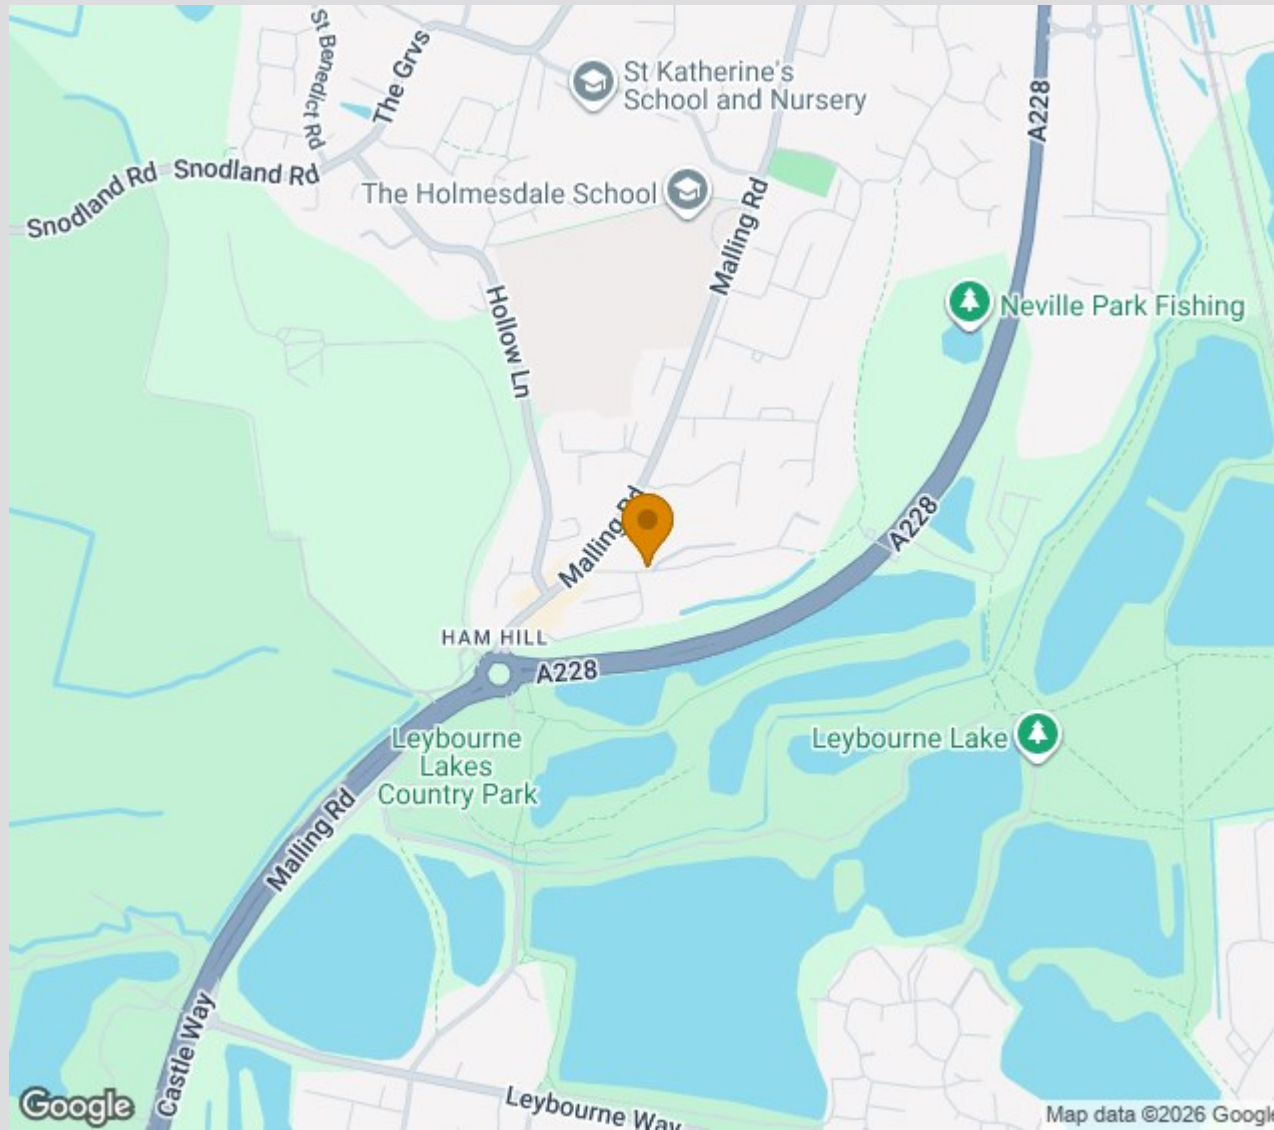 St Benedict Rd
The Grvs
St Katherine's
School and Nursery
A228
Snodland Rd
Snodland Rd
The Holmesdale School
Malling Rd
Hollow Ln
Neville Park Fishing
Malling Rd
A228
HAM HILL
A228
Leybourne
Lakes
Country Park
Leybourne Lake
Malling Rd
Castle Way
Leybourne Way
Google
Map data ©2026 Google